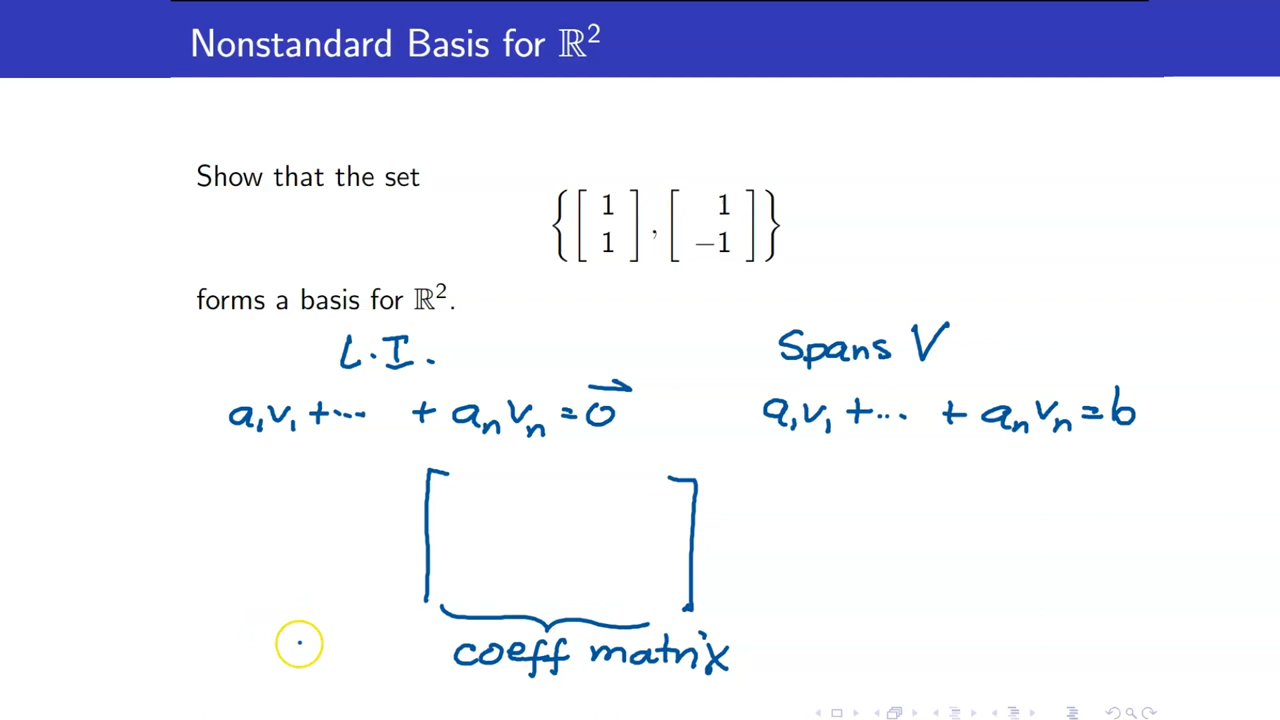 Nonstandard Basis for ℝ²
Show that the set
{[1 1], [1 −1]}
forms a basis for ℝ².
L.I.
Spans V
a₁v₁ + ... + aₙvₙ = 0⃗
a₁v₁ + ... + aₙvₙ = b
coeff matrix